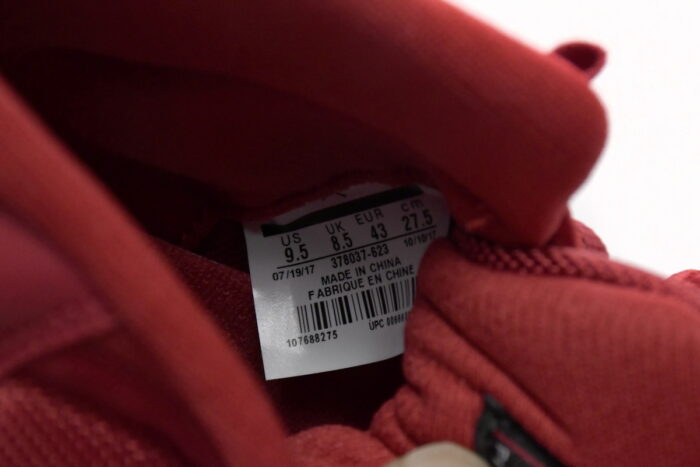 US UK EUR cm
9.5 8.5 43 27.5
07/19/17 378037-623 10/10/17
MADE IN CHINA
FABRIQUE EN CHINE
107688275 UPC